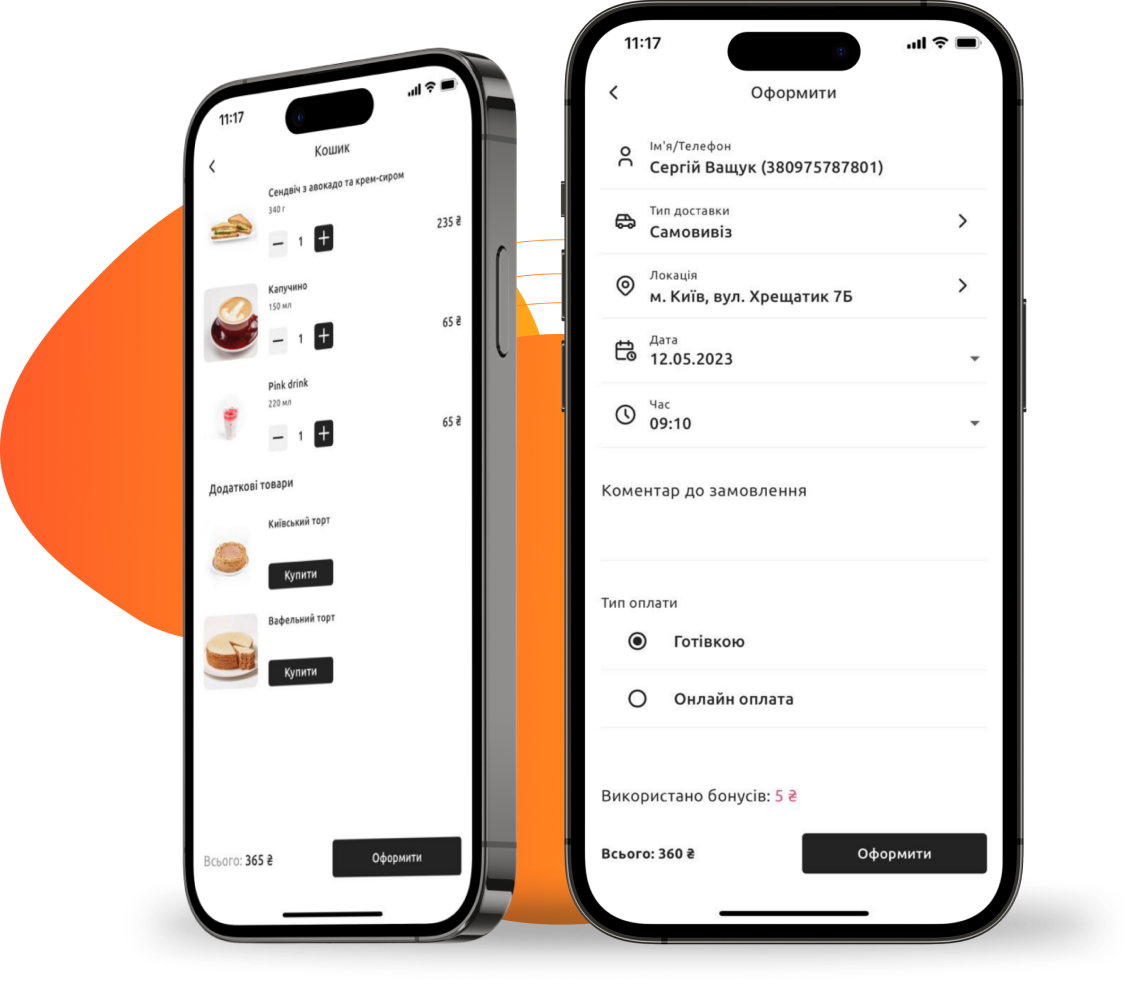 11:17
Кошик
Сендвіч з авокадо та крем-сиром
340 г
1
235 ₴
Капучино
150 мл
1
65 ₴
Pink drink
220 мл
1
65 ₴
Додаткові товари
Київський торт
Купити
Вафельний торт
Купити
Всього: 365 ₴
Оформити
11:17
Оформити
Ім'я/Телефон
Сергій Ващук (380975787801)
Тип доставки
Самовивіз
Локація
м. Київ, вул. Хрещатик 7Б
Дата
12.05.2023
Час
09:10
Коментар до замовлення
Тип оплати
Готівкою
Онлайн оплата
Використано бонусів: 5 ₴
Всього: 360 ₴
Оформити